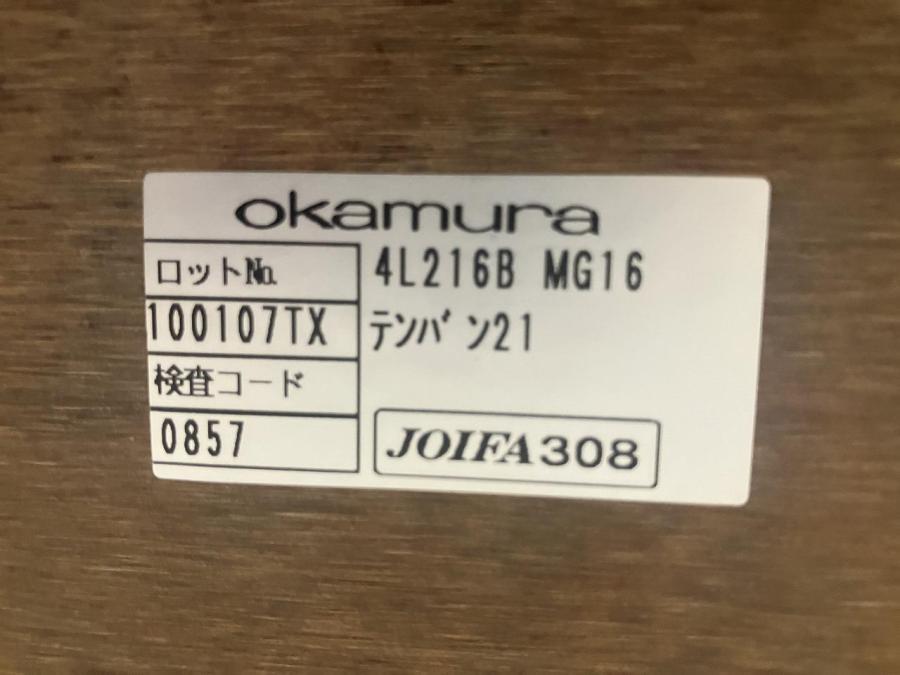 okamura
ロットNo.
100107TX
検査コード
0857
4L216B MG16
テンバン21
JOIFA308